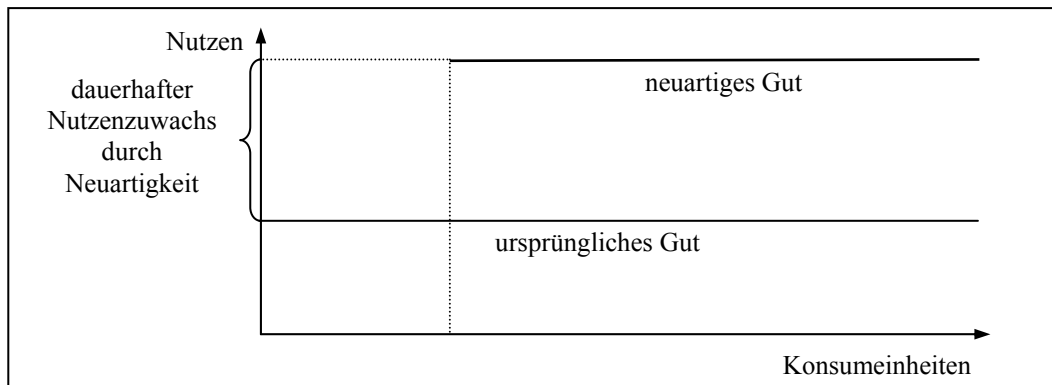 Nutzen
dauerhafter
Nutzenzuwachs
durch
Neuartigkeit
neuartiges Gut
ursprüngliches Gut
Konsumeinheiten